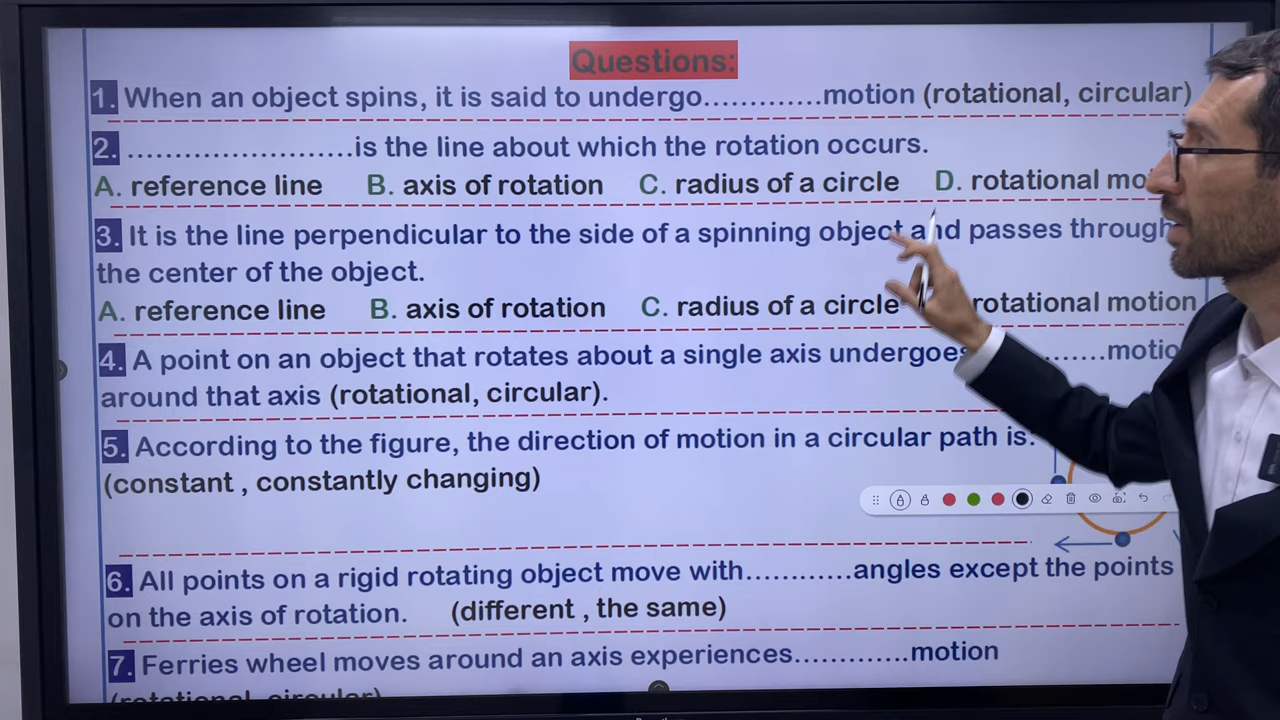 Questions:
1. When an object spins, it is said to undergo.............motion (rotational, circular)
2. ........................is the line about which the rotation occurs.
A. reference line B. axis of rotation C. radius of a circle D. rotational
3. It is the line perpendicular to the side of a spinning object and passes through
the center of the object.
A. reference line B. axis of rotation C. radius of a circle rotational motion
4. A point on an object that rotates about a single axis undergoes .......motio
around that axis (rotational, circular).
5. According to the figure, the direction of motion in a circular path is:
(constant , constantly changing)
6. All points on a rigid rotating object move with............angles except the points
on the axis of rotation. (different , the same)
7. Ferries wheel moves around an axis experiences.............motion
(rotational, circular)